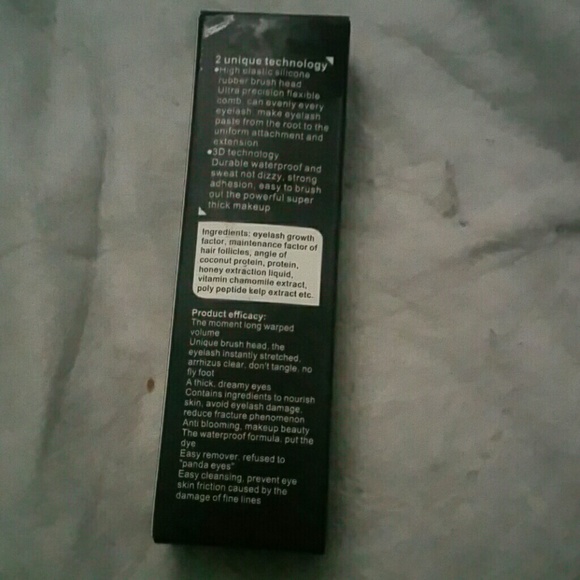 2 unique technology
•High elastic silicone
rubber brush head
Ultra precision flexible
comb, can evenly every
eyelash, make eyelash
paste from the root to the
uniform attachment and
extension
•3D technology
Durable waterproof and
sweat not dizzy, strong
adhesion, easy to brush
out the powerful super
thick makeup
Ingredients: eyelash growth
factor, maintenance factor of
hair follicles, angle of
coconut protein, protein,
honey extraction liquid,
vitamin chamomile extract,
poly peptide kelp extract etc.
Product efficacy:
The moment long warped
volume
Unique brush head, the
eyelash instantly stretched,
arrhizus clear, don't tangle, no
fly foot
A thick, dreamy eyes
Contains ingredients to nourish
skin, avoid eyelash damage,
reduce fracture phenomenon
Anti blooming, makeup beauty
The waterproof formula, put the
dye
Easy remover, refused to
"panda eyes"
Easy cleansing, prevent eye
skin friction caused by the
damage of fine lines